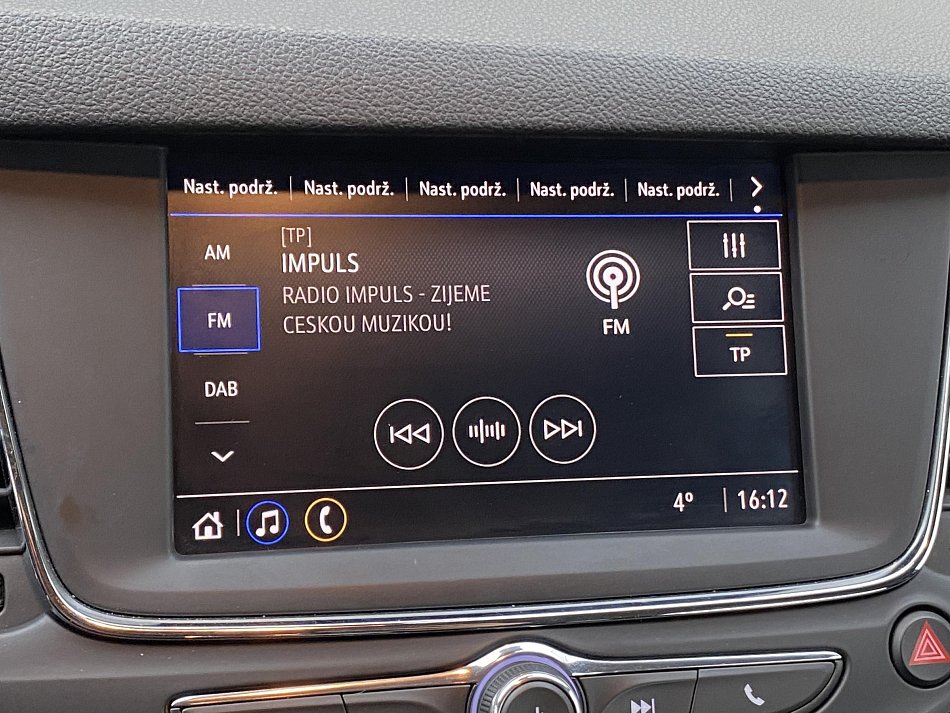 Nast. podrž. Nast. podrž. Nast. podrž. Nast. podrž. Nast. podrž.
AM
[TP]
IMPULS
RADIO IMPULS - ZIJEME
CESKOU MUZIKOU!
FM
FM
TP
DAB
4° 16:12